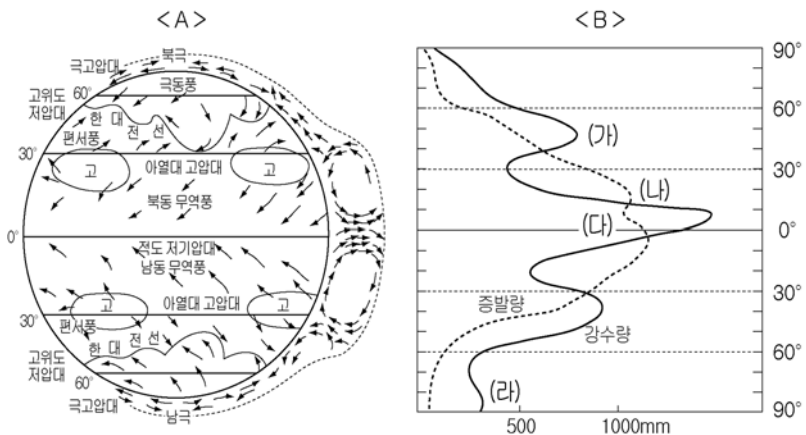 <A>
북극
극고압대
60°
극동풍
고위도
저압대
한 대
전 선
편서풍
30°
고
아열대 고압대
고
북동 무역풍
0°
적도 저기압대
남동 무역풍
고
아열대 고압대
고
30°
편서풍
한 대
전 선
고위도
저압대
60°
극고압대
남극
<B>
90°
60°
(가)
30°
(나)
(다)
0°
30°
증발량
강수량
60°
(라)
90°
500
1000mm